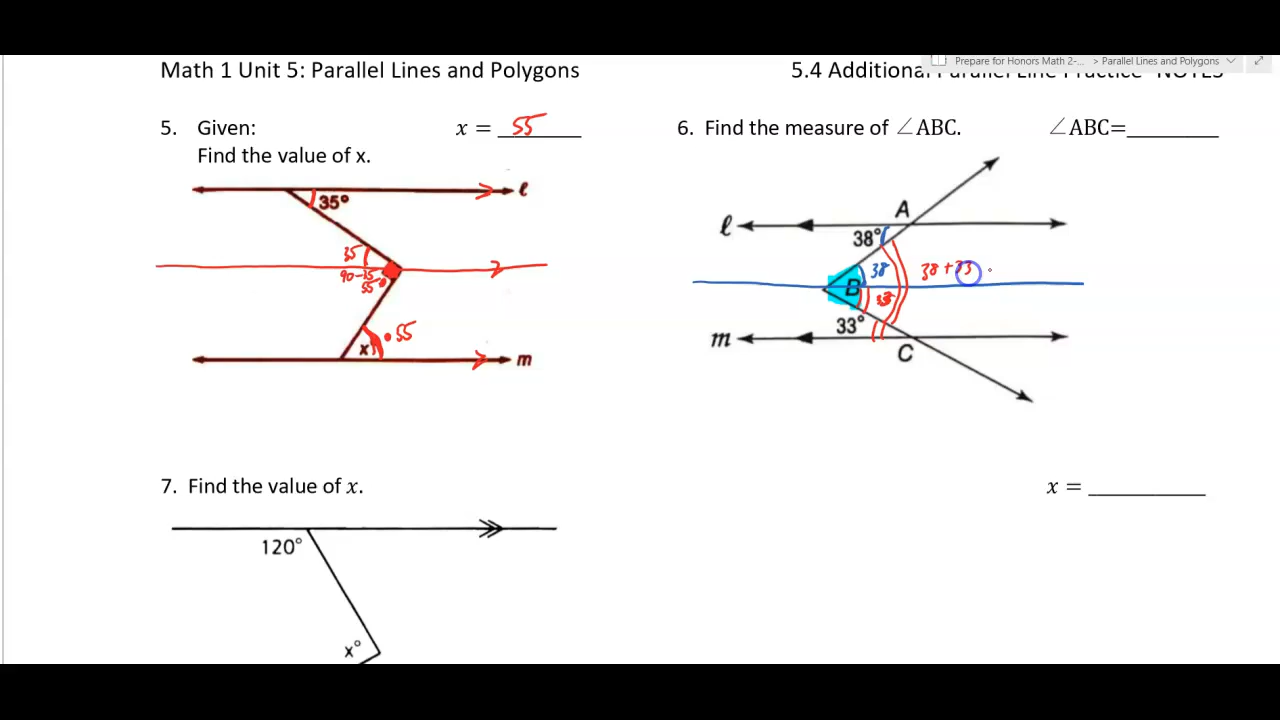 Prepare for Honors Math 2-... > Parallel Lines and Polygons
Math 1 Unit 5: Parallel Lines and Polygons
5.4 Additional Parallel Line Practice- NOTES
5. Given:
x = 55
Find the value of x.
ℓ
35°
35
90-35
55
x
55
m
6. Find the measure of ∠ABC.
∠ABC=________
A
ℓ
38°
38
38+33
B
33
33°
m
C
7. Find the value of x.
x = __________
120°
x°